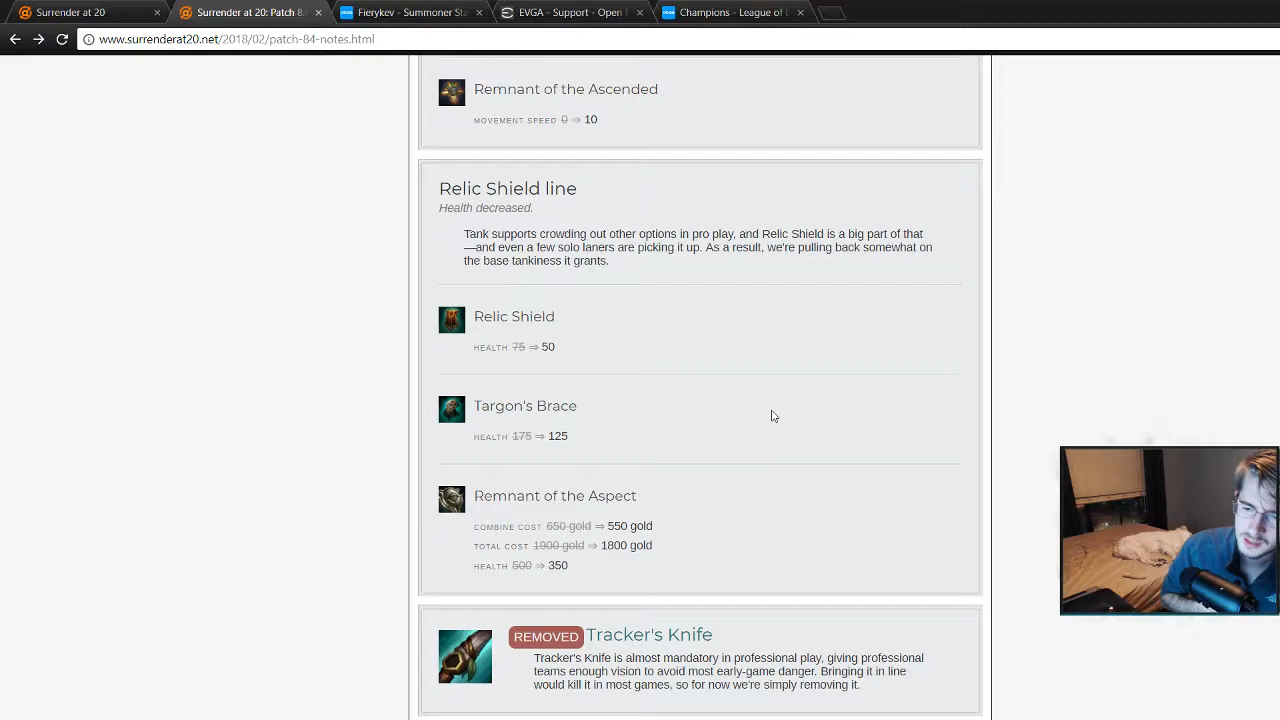 Surrender at 20
Surrender at 20: Patch 8.
Fierykev - Summoner Sta
EVGA - Support - Open
Champions - League of L
www.surrenderat20.net/2018/02/patch-84-notes.html
Remnant of the Ascended
MOVEMENT SPEED 0 ⇒ 10
Relic Shield line
Health decreased.
Tank supports crowding out other options in pro play, and Relic Shield is a big part of that
—and even a few solo laners are picking it up. As a result, we're pulling back somewhat on
the base tankiness it grants.
Relic Shield
HEALTH 75 ⇒ 50
Targon's Brace
HEALTH 175 ⇒ 125
Remnant of the Aspect
COMBINE COST 650 gold ⇒ 550 gold
TOTAL COST 1900 gold ⇒ 1800 gold
HEALTH 500 ⇒ 350
REMOVED Tracker's Knife
Tracker's Knife is almost mandatory in professional play, giving professional
teams enough vision to avoid most early-game danger. Bringing it in line
would kill it in most games, so for now we're simply removing it.